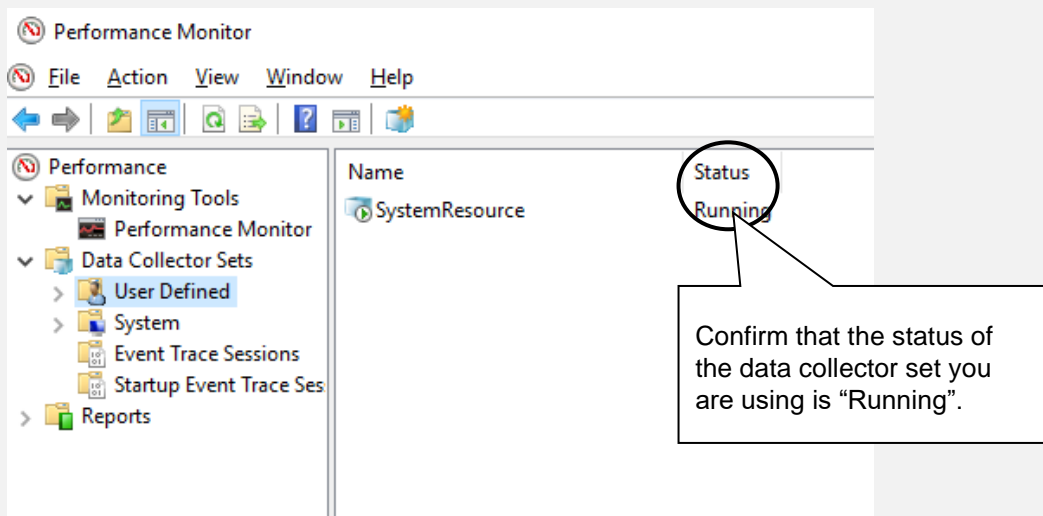 Performance Monitor
File Action View Window Help
Performance
Monitoring Tools
Performance Monitor
Data Collector Sets
User Defined
System
Event Trace Sessions
Startup Event Trace Ses
Reports
Name Status
SystemResource Running
Confirm that the status of
the data collector set you
are using is “Running”.